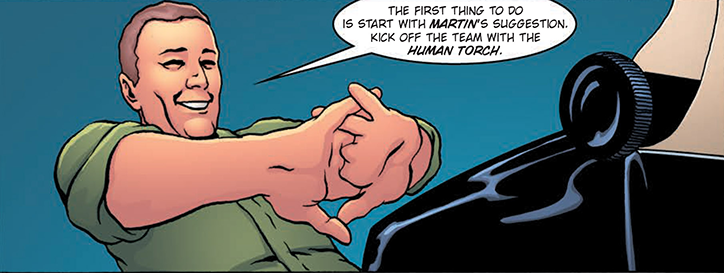 THE FIRST THING TO DO
IS START WITH MARTIN'S SUGGESTION.
KICK OFF THE TEAM WITH THE
HUMAN TORCH.